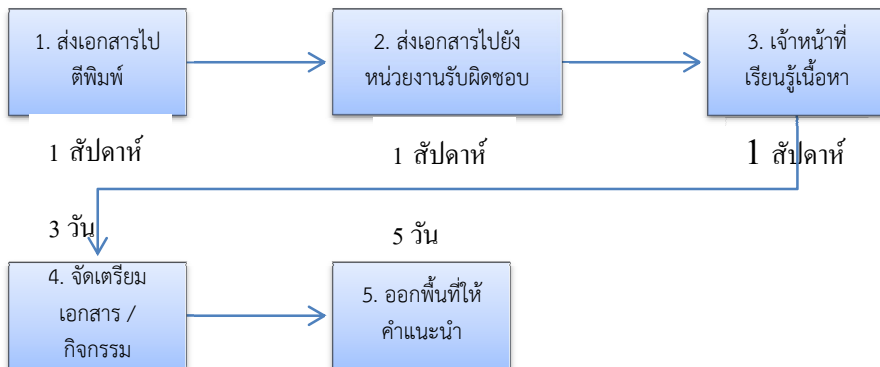 1. ส่งเอกสารไป
ตีพิมพ์
2. ส่งเอกสารไปยัง
หน่วยงานรับผิดชอบ
3. เจ้าหน้าที่
เรียนรู้เนื้อหา
1 สัปดาห์
1 สัปดาห์
1 สัปดาห์
3 วัน
5 วัน
4. จัดเตรียม
เอกสาร /
กิจกรรม
5. ออกพื้นที่ให้
คำแนะนำ